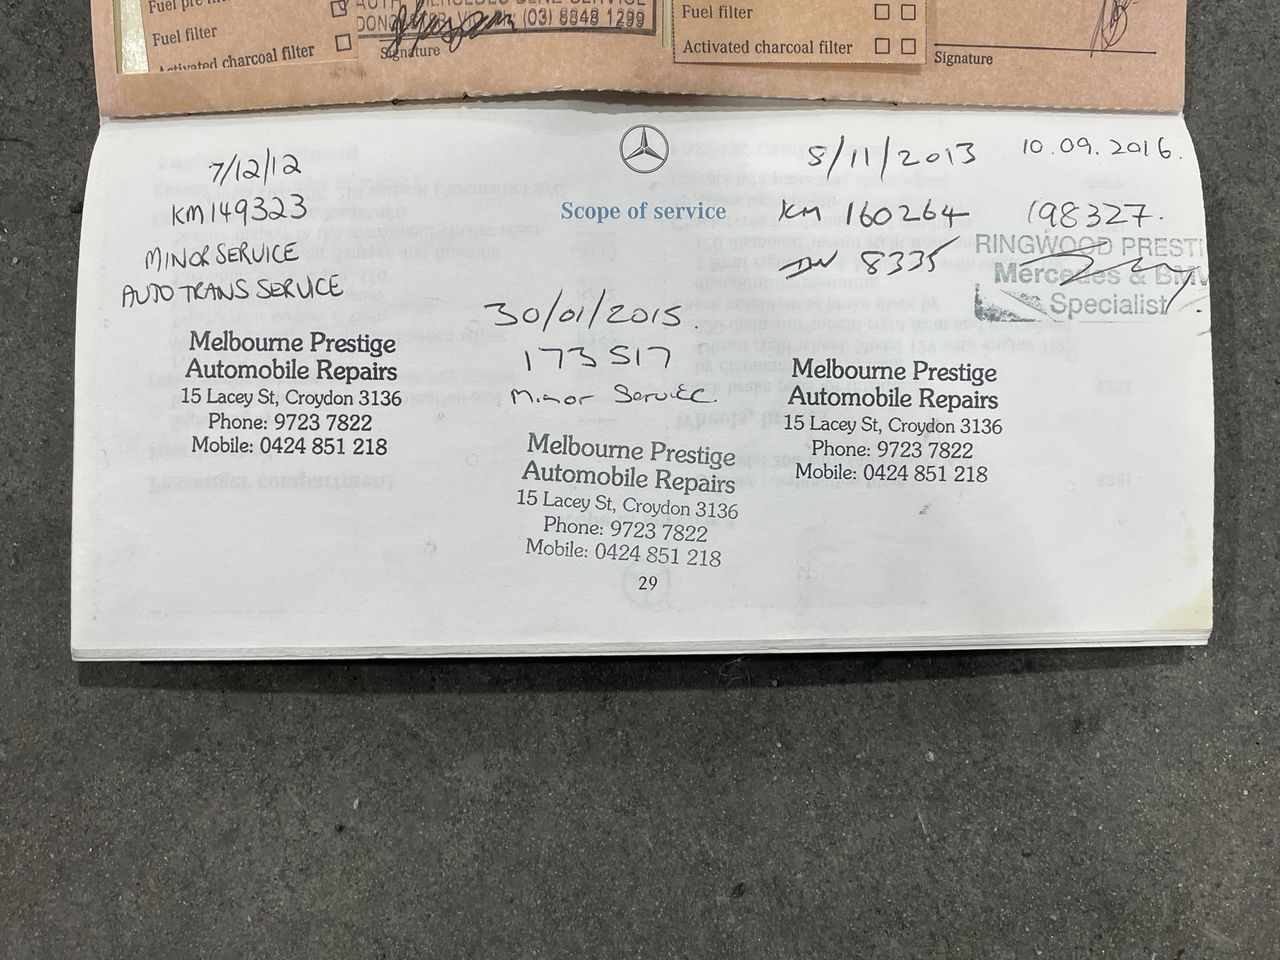 Fuel filter
Activated charcoal filter
(03) 8848 1299
Signature
Fuel filter
Activated charcoal filter
Signature
7/12/12
KM 149323
MINOR SERVICE
AUTO TRANS SERVICE
Melbourne Prestige
Automobile Repairs
15 Lacey St, Croydon 3136
Phone: 9723 7822
Mobile: 0424 851 218
Scope of service
30/01/2015.
173 517
Minor Service
Melbourne Prestige
Automobile Repairs
15 Lacey St, Croydon 3136
Phone: 9723 7822
Mobile: 0424 851 218
29
5/11/2013
KM 160264
IN 8335
Melbourne Prestige
Automobile Repairs
15 Lacey St, Croydon 3136
Phone: 9723 7822
Mobile: 0424 851 218
10.09.2016.
198327.
RINGWOOD PRESTI
Mercedes & BMW
Specialist